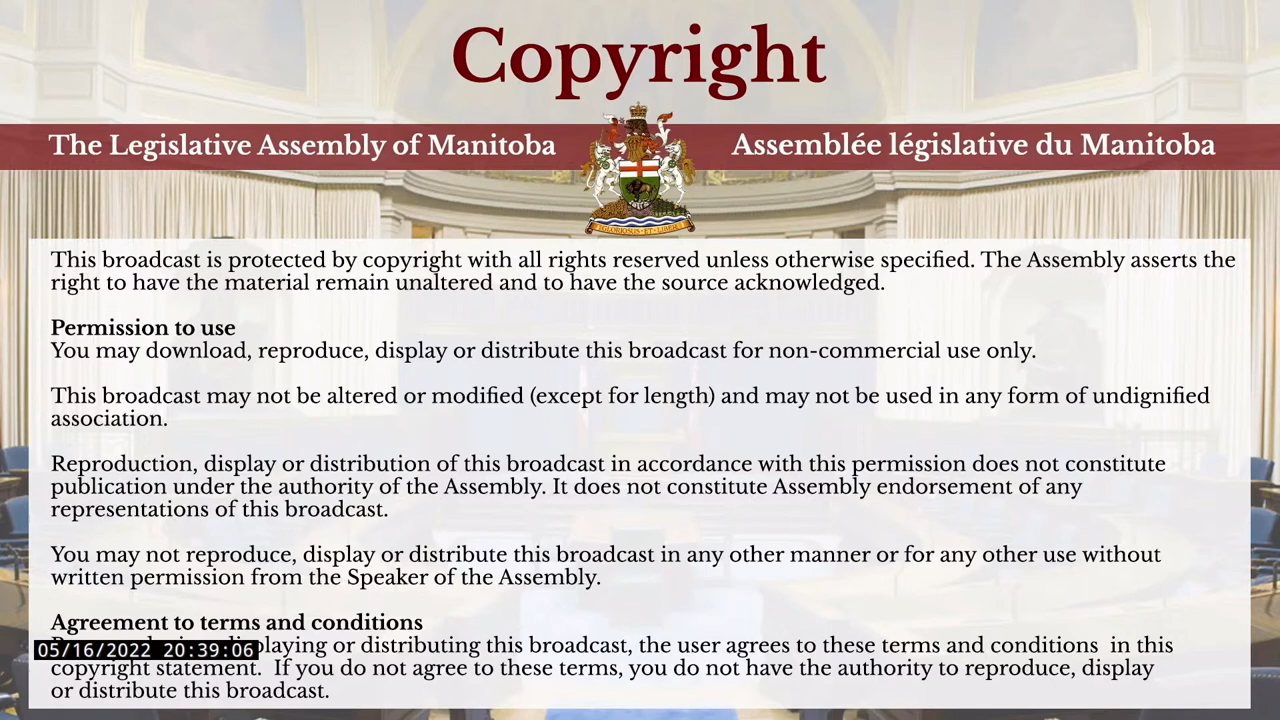 Copyright
The Legislative Assembly of Manitoba
Assemblée législative du Manitoba
This broadcast is protected by copyright with all rights reserved unless otherwise specified. The Assembly asserts the
right to have the material remain unaltered and to have the source acknowledged.
Permission to use
You may download, reproduce, display or distribute this broadcast for non-commercial use only.
This broadcast may not be altered or modified (except for length) and may not be used in any form of undignified
association.
Reproduction, display or distribution of this broadcast in accordance with this permission does not constitute
publication under the authority of the Assembly. It does not constitute Assembly endorsement of any
representations of this broadcast.
You may not reproduce, display or distribute this broadcast in any other manner or for any other use without
written permission from the Speaker of the Assembly.
Agreement to terms and conditions
05/16/2022 20:39:06
or distributing this broadcast, the user agrees to these terms and conditions in this
copyright statement. If you do not agree to these terms, you do not have the authority to reproduce, display
or distribute this broadcast.